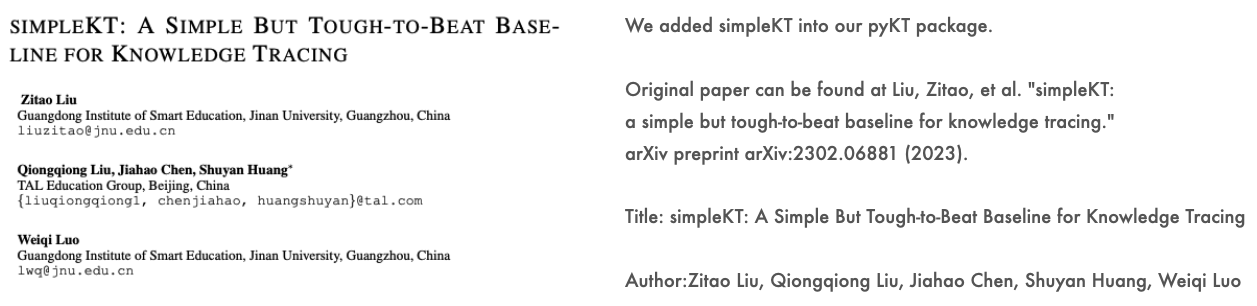 SIMPLEKT: A SIMPLE BUT TOUGH-TO-BEAT BASE-
LINE FOR KNOWLEDGE TRACING
Zitao Liu
Guangdong Institute of Smart Education, Jinan University, Guangzhou, China
liuzitao@jnu.edu.cn
Qiongqiong Liu, Jiahao Chen, Shuyan Huang*
TAL Education Group, Beijing, China
{liuqiongqiong1, chenjiahao, huangshuyan}@tal.com
Weiqi Luo
Guangdong Institute of Smart Education, Jinan University, Guangzhou, China
lwq@jnu.edu.cn
We added simpleKT into our pyKT package.
Original paper can be found at Liu, Zitao, et al. "simpleKT:
a simple but tough-to-beat baseline for knowledge tracing."
arXiv preprint arXiv:2302.06881 (2023).
Title: simpleKT: A Simple But Tough-to-Beat Baseline for Knowledge Tracing
Author:Zitao Liu, Qiongqiong Liu, Jiahao Chen, Shuyan Huang, Weiqi Luo